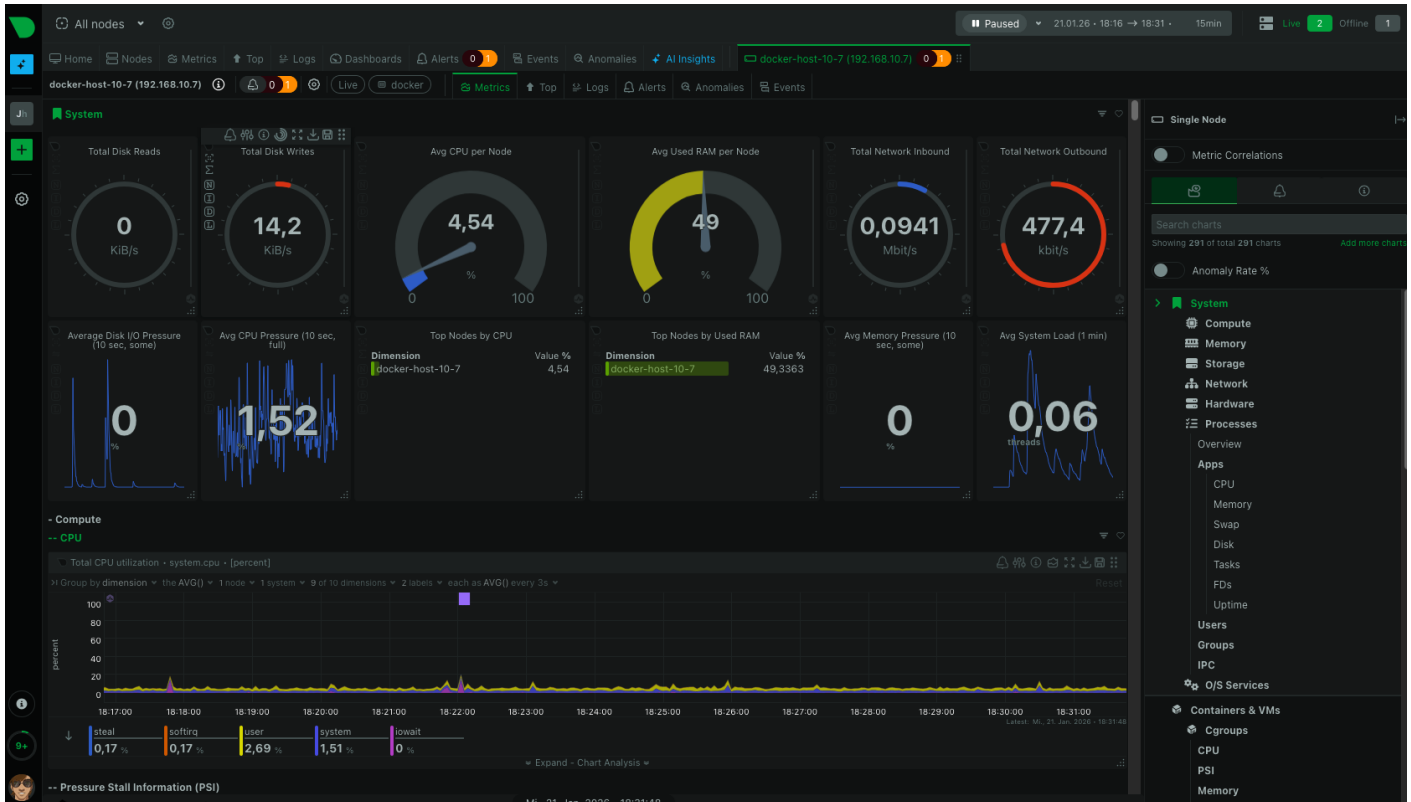 All nodes
Paused 21.01.26 • 18:16 → 18:31 • 15min
Live 2 Offline 1
Home Nodes Metrics Top Logs Dashboards Alerts 0 1 Events Anomalies AI Insights docker-host-10-7 (192.168.10.7) 0 1
docker-host-10-7 (192.168.10.7) 0 1 Live docker Metrics Top Logs Alerts Anomalies Events
Jh
System
Total Disk Reads
0
KiB/s
Total Disk Writes
14,2
KiB/s
Avg CPU per Node
4,54
%
0 100
Avg Used RAM per Node
49
%
0 100
Total Network Inbound
0,0941
Mbit/s
Total Network Outbound
477,4
kbit/s
Average Disk I/O Pressure
(10 sec, some)
0
%
Avg CPU Pressure (10 sec,
full)
1,52
%
Top Nodes by CPU
Dimension Value %
docker-host-10-7 4,54
Top Nodes by Used RAM
Dimension Value %
docker-host-10-7 49,3363
Avg Memory Pressure (10
sec, some)
0
%
Avg System Load (1 min)
0,06
threads
- Compute
-- CPU
Total CPU utilization • system.cpu • [percent]
Group by dimension the AVG() 1 node 1 system 9 of 10 dimensions 2 labels each as AVG() every 3s Reset
percent
100
80
60
40
20
0
18:17:00 18:18:00 18:19:00 18:20:00 18:21:00 18:22:00 18:23:00 18:24:00 18:25:00 18:26:00 18:27:00 18:28:00 18:29:00 18:30:00 18:31:00
Latest: Mi., 21. Jan. 2026 • 18:31:48
steal softirq user system iowait
0,17 % 0,17 % 2,69 % 1,51 % 0 %
Expand - Chart Analysis
-- Pressure Stall Information (PSI)
9+
Single Node
Metric Correlations
Search charts
Showing 291 of total 291 charts Add more charts
Anomaly Rate %
System
Compute
Memory
Storage
Network
Hardware
Processes
Overview
Apps
CPU
Memory
Swap
Disk
Tasks
FDs
Uptime
Users
Groups
IPC
O/S Services
Containers & VMs
Cgroups
CPU
PSI
Memory